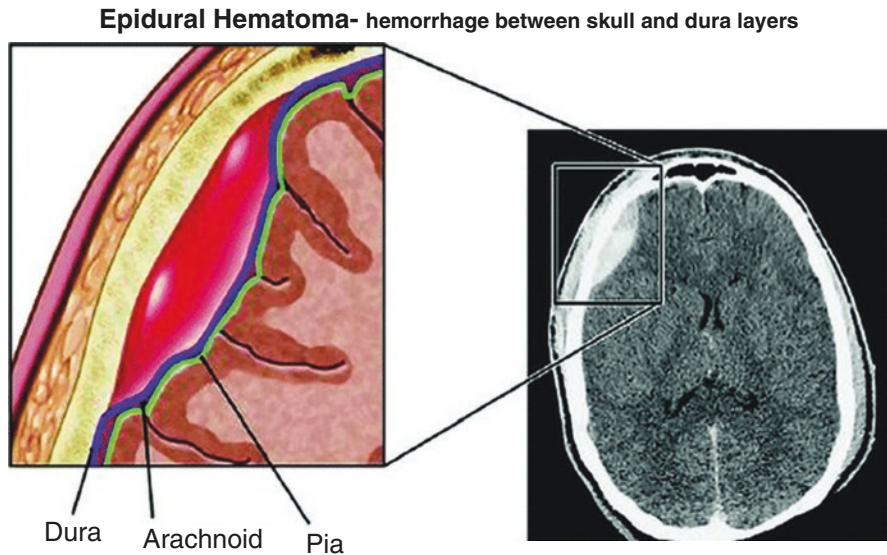 Epidural Hematoma- hemorrhage between skull and dura layers
Dura
Arachnoid
Pia